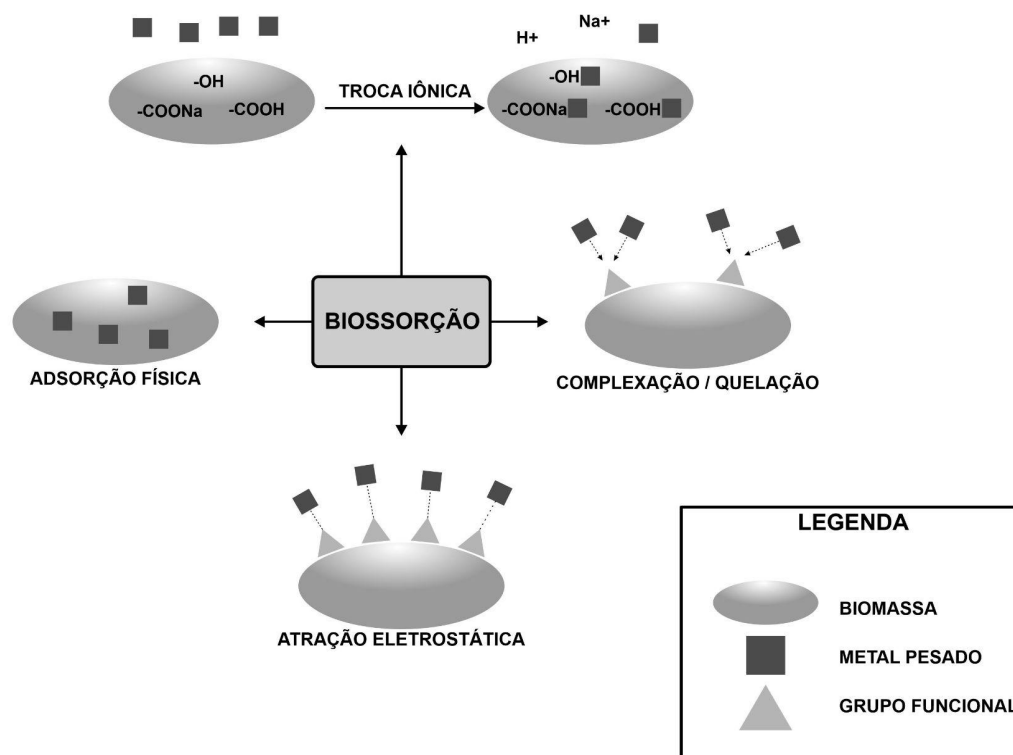 Na+
H+
-OH
-COONa
-COOH
TROCA IÔNICA
-OH
-COONa
-COOH
BIOSSORÇÃO
ADSORÇÃO FÍSICA
COMPLEXAÇÃO / QUELAÇÃO
ATRAÇÃO ELETROSTÁTICA
LEGENDA
BIOMASSA
METAL PESADO
GRUPO FUNCIONAL